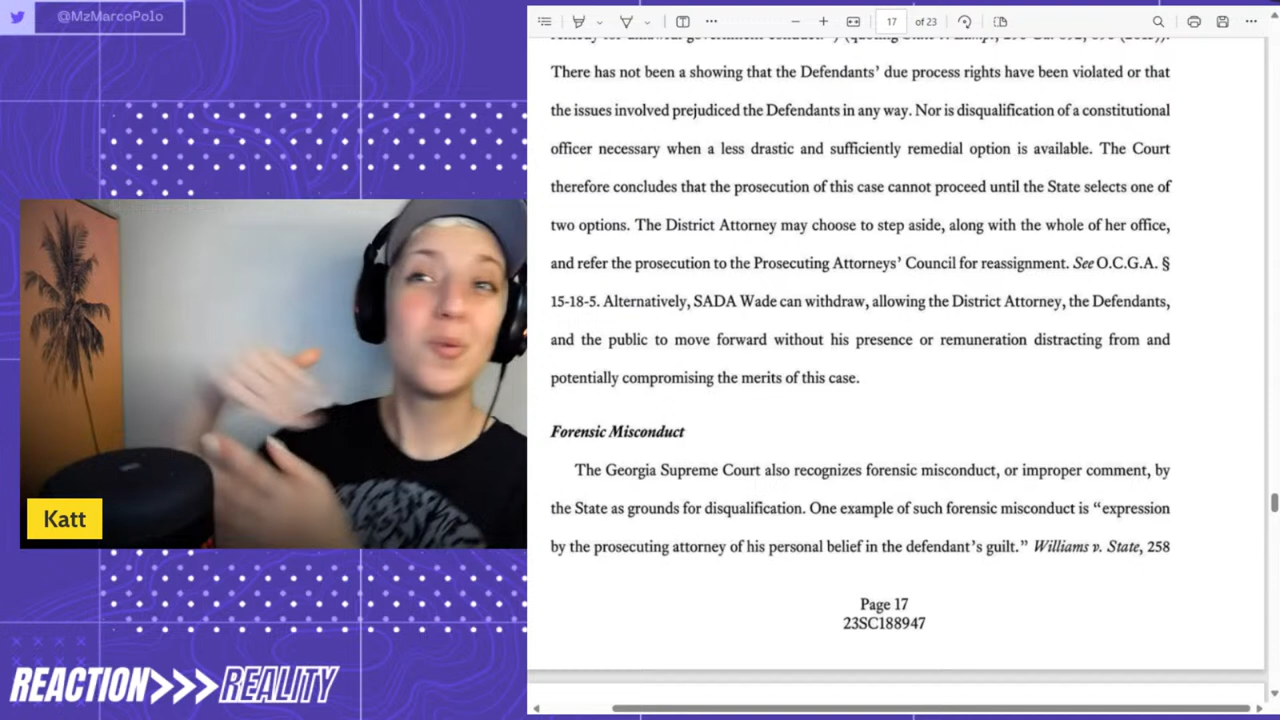 @MzMarcoPolo
17 of 23
There has not been a showing that the Defendants' due process rights have been violated or that
the issues involved prejudiced the Defendants in any way. Nor is disqualification of a constitutional
officer necessary when a less drastic and sufficiently remedial option is available. The Court
therefore concludes that the prosecution of this case cannot proceed until the State selects one of
two options. The District Attorney may choose to step aside, along with the whole of her office,
and refer the prosecution to the Prosecuting Attorneys' Council for reassignment. See O.C.G.A. §
15-18-5. Alternatively, SADA Wade can withdraw, allowing the District Attorney, the Defendants,
and the public to move forward without his presence or remuneration distracting from and
potentially compromising the merits of this case.
Forensic Misconduct
The Georgia Supreme Court also recognizes forensic misconduct, or improper comment, by
the State as grounds for disqualification. One example of such forensic misconduct is “expression
by the prosecuting attorney of his personal belief in the defendant's guilt.” Williams v. State, 258
Page 17
23SC188947
Katt
REACTION>>>REALITY